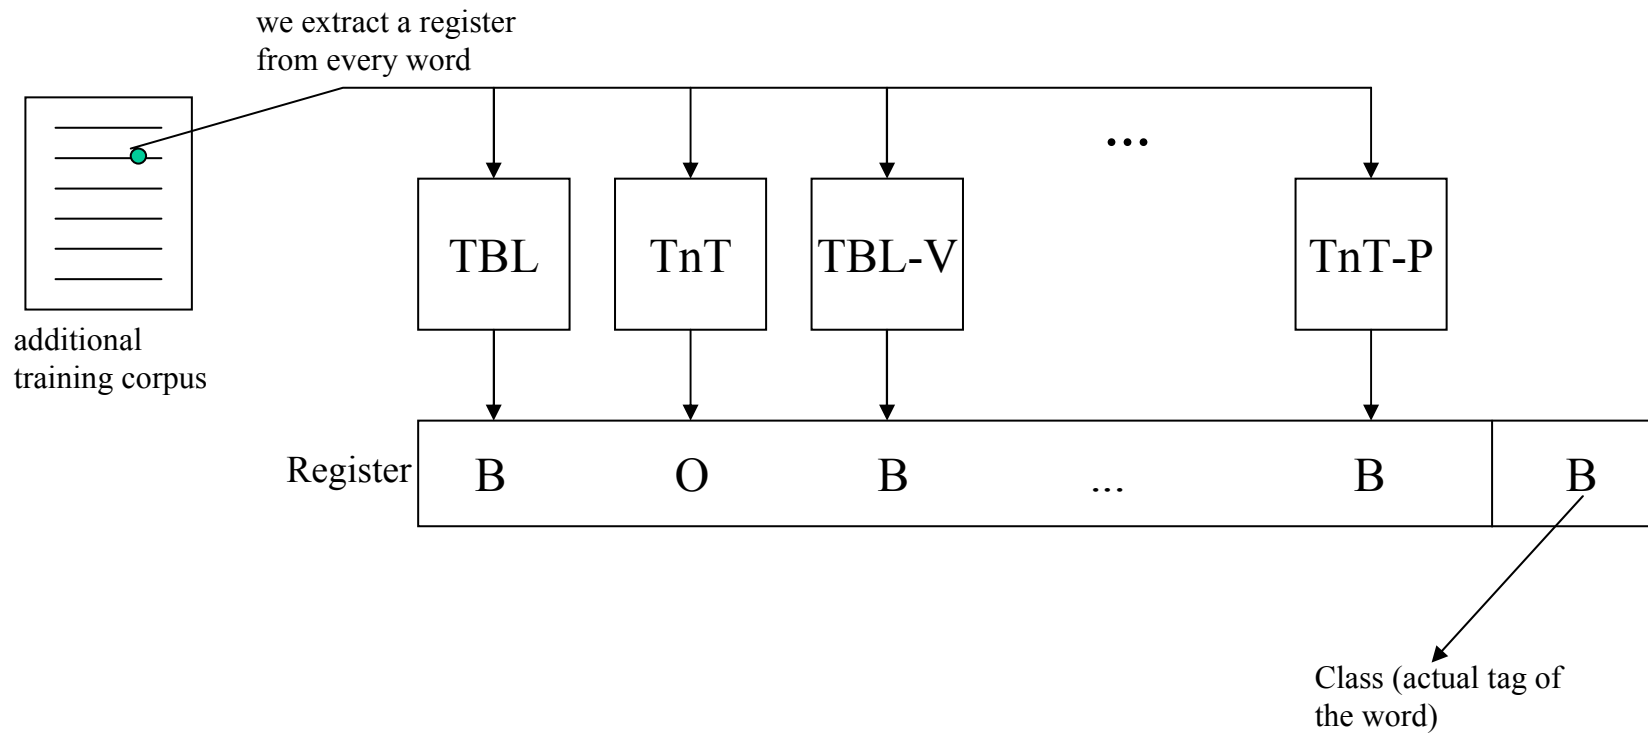 we extract a register
from every word
...
TBL TnT TBL-V TnT-P
additional
training corpus
Register B O B ... B B
Class (actual tag of
the word)